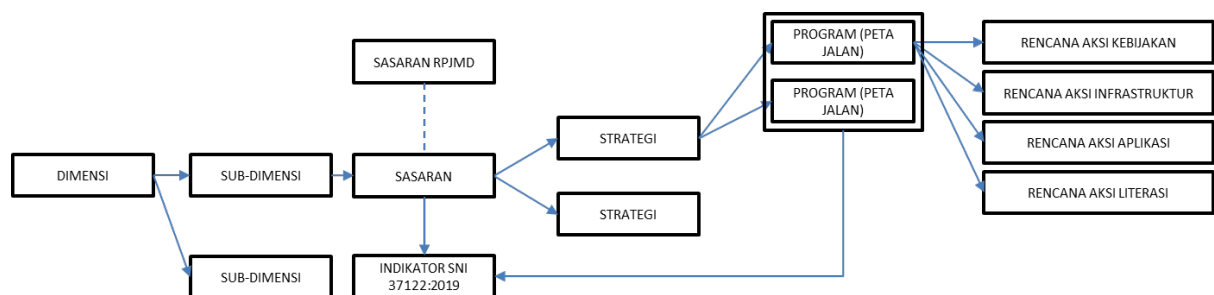 DIMENSI
SUB-DIMENSI
SUB-DIMENSI
SASARAN RPJMD
SASARAN
INDIKATOR SNI
37122:2019
STRATEGI
STRATEGI
PROGRAM (PETA
JALAN)
PROGRAM (PETA
JALAN)
RENCANA AKSI KEBIJAKAN
RENCANA AKSI INFRASTRUKTUR
RENCANA AKSI APLIKASI
RENCANA AKSI LITERASI